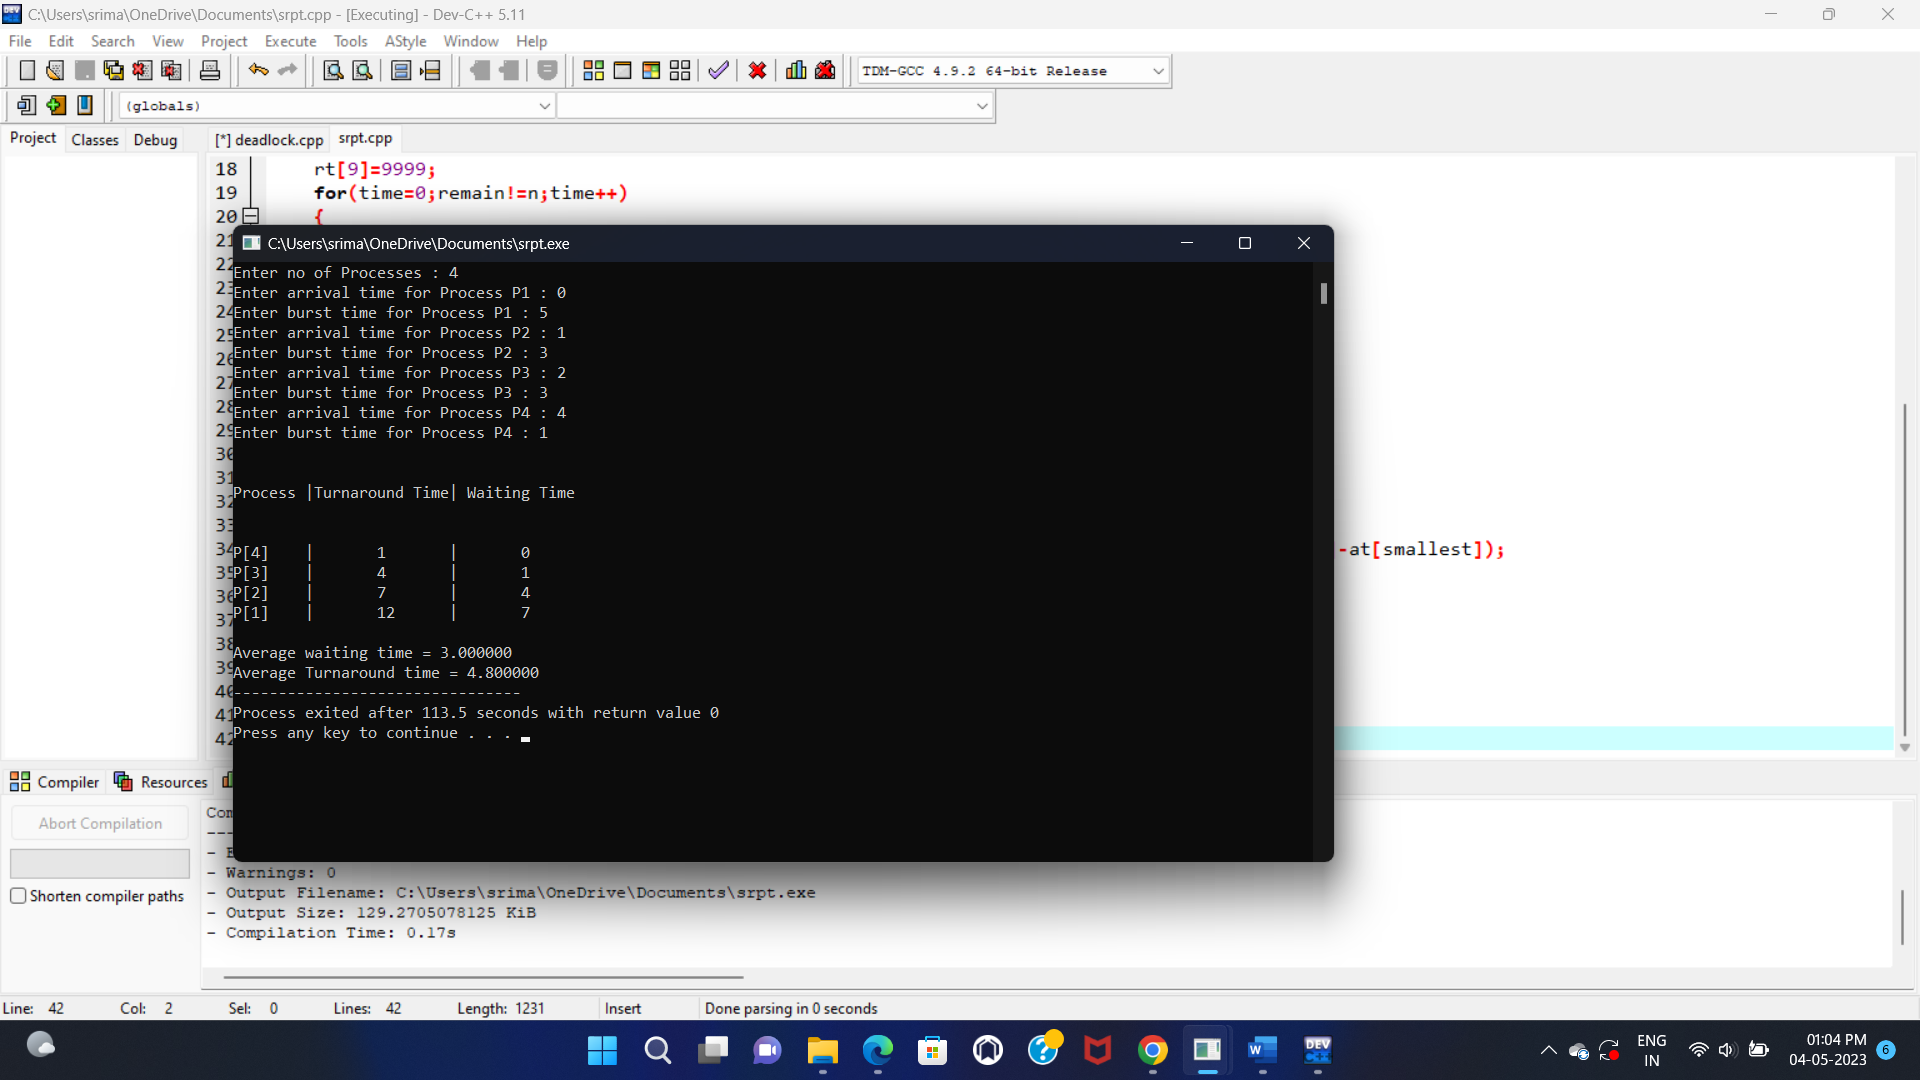 C:\Users\srima\OneDrive\Documents\srpt.cpp - [Executing] - Dev-C++ 5.11
File Edit Search View Project Execute Tools AStyle Window Help
TDM-GCC 4.9.2 64-bit Release
(globals)
Project Classes Debug [*] deadlock.cpp srpt.cpp
18 rt[9]=9999;
19 for(time=0;remain!=n;time++)
20 {
C:\Users\srima\OneDrive\Documents\srpt.exe
Enter no of Processes : 4
Enter arrival time for Process P1 : 0
Enter burst time for Process P1 : 5
Enter arrival time for Process P2 : 1
Enter burst time for Process P2 : 3
Enter arrival time for Process P3 : 2
Enter burst time for Process P3 : 3
Enter arrival time for Process P4 : 4
Enter burst time for Process P4 : 1
Process |Turnaround Time| Waiting Time
-at[smallest]);
P[4] | 1 | 0
P[3] | 4 | 1
P[2] | 7 | 4
P[1] | 12 | 7
Average waiting time = 3.000000
Average Turnaround time = 4.800000
--------------------------------
Process exited after 113.5 seconds with return value 0
Press any key to continue . . .
Compiler Resources
Abort Compilation
Shorten compiler paths
- Warnings: 0
- Output Filename: C:\Users\srima\OneDrive\Documents\srpt.exe
- Output Size: 129.2705078125 KiB
- Compilation Time: 0.17s
Line: 42 Col: 2 Sel: 0 Lines: 42 Length: 1231 Insert Done parsing in 0 seconds
ENG
IN
01:04 PM
04-05-2023
6